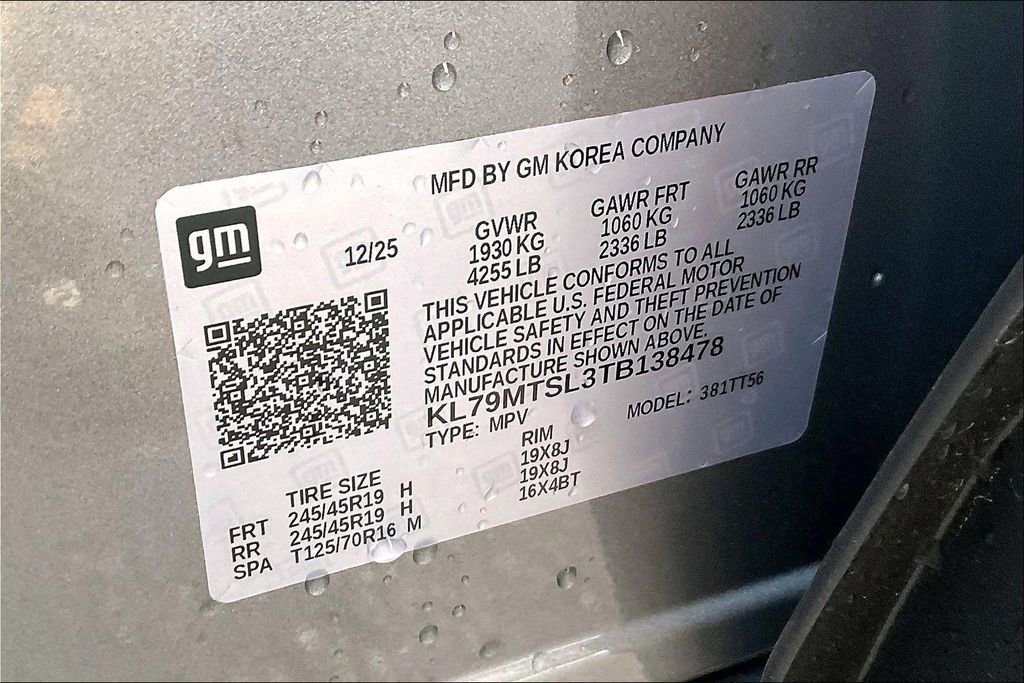 gm
MFD BY GM KOREA COMPANY
12/25
GVWR GAWR FRT GAWR RR
1930 KG 1060 KG 1060 KG
4255 LB 2336 LB 2336 LB
THIS VEHICLE CONFORMS TO ALL
APPLICABLE U.S. FEDERAL MOTOR
VEHICLE SAFETY AND THEFT PREVENTION
STANDARDS IN EFFECT ON THE DATE OF
MANUFACTURE SHOWN ABOVE.
KL79MTSL3TB138478
TYPE: MPV MODEL: 381TT56
TIRE SIZE RIM
FRT 245/45R19 H 19X8J
RR 245/45R19 H 19X8J
SPA T125/70R16 M 16X4BT